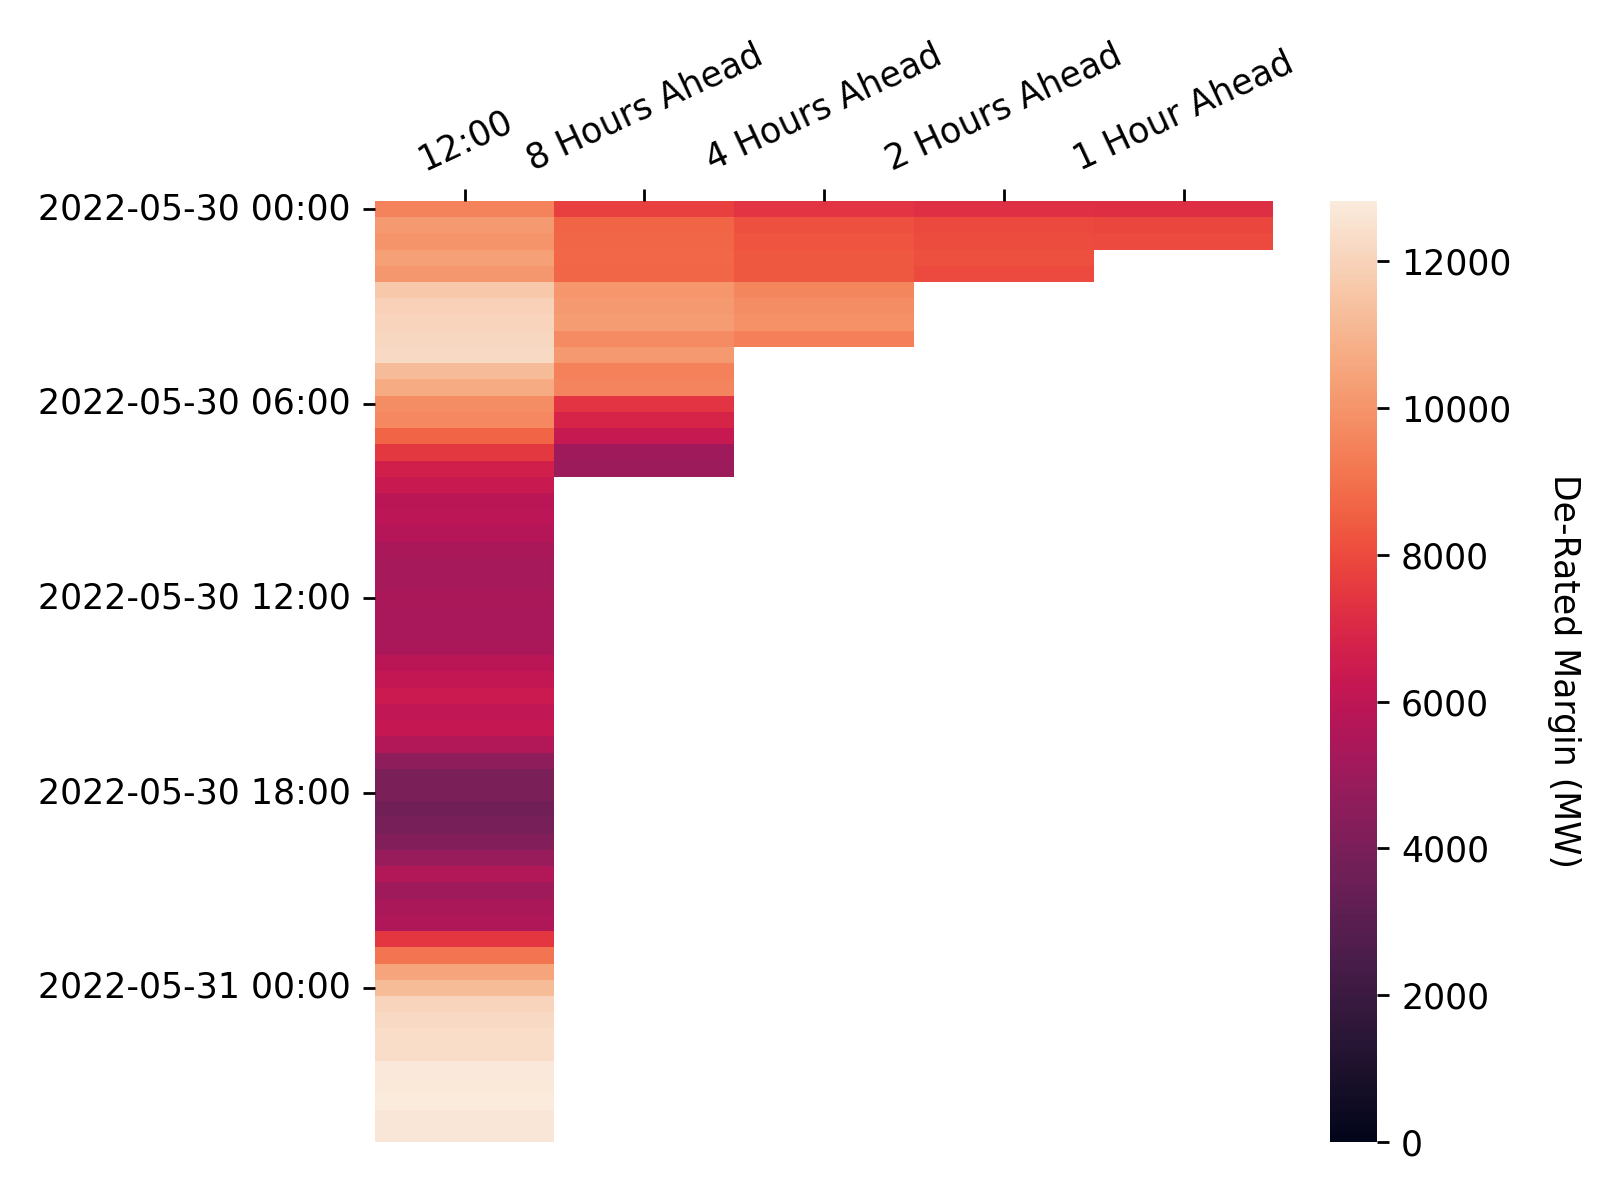 12:00
8 Hours Ahead
4 Hours Ahead
2 Hours Ahead
1 Hour Ahead
2022-05-30 00:00
2022-05-30 06:00
2022-05-30 12:00
2022-05-30 18:00
2022-05-31 00:00
12000
10000
8000
6000
4000
2000
0
De-Rated Margin (MW)